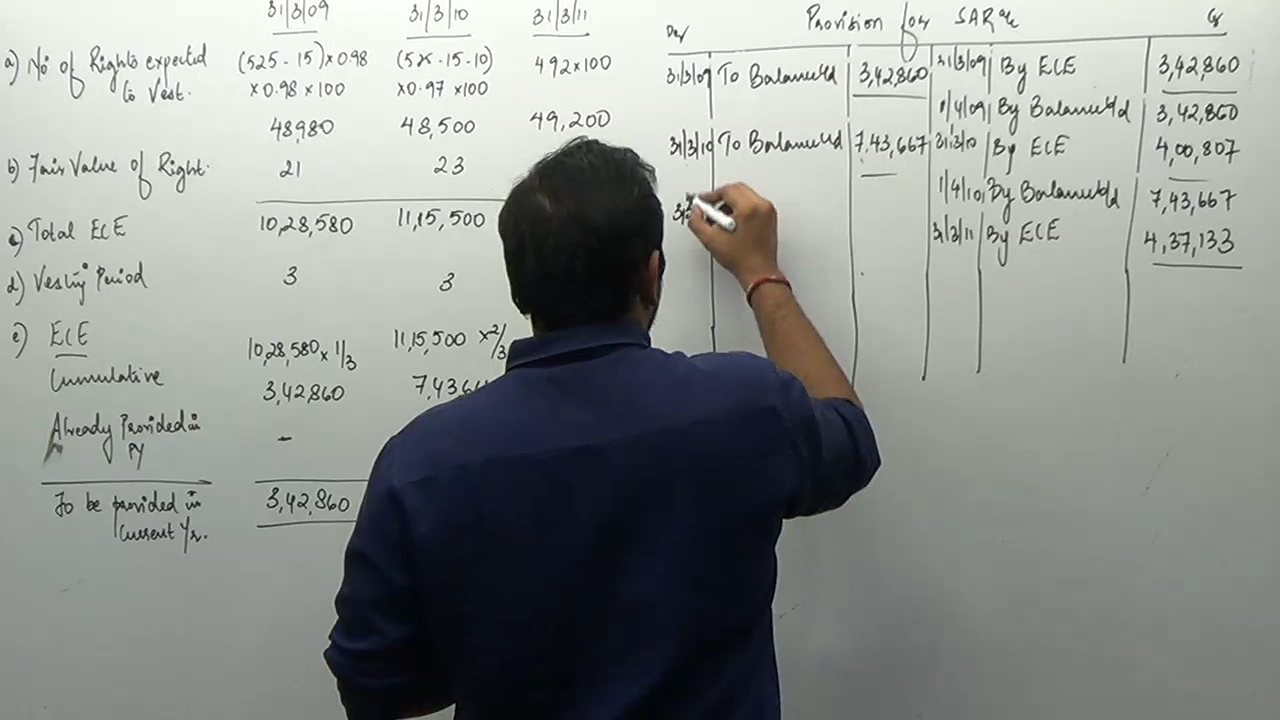 31/3/09 31/3/10 31/3/11
a) No of Rights expected to Vest. (525-15)×0.98 ×0.98×100 (525-15-10) ×0.97×100 492×100
48980 48,500 49,200
b) Fair Value of Right. 21 23
c) Total ECE 10,28,580 11,15,500
d) Vesting Period 3 3
e) ECE
10,28,580×1/3 11,15,500×2/3
Cumulative 3,42,860
Already Provided in PY -
To be provided in Current Yr. 3,42,860
Provision for SAR a/c
Dr Cr
31/3/09 To Balance c/d 3,42,860 31/3/09 By ECE 3,42,860
1/4/09 By Balance b/d 3,42,860
31/3/10 To Balance c/d 7,43,667 31/3/10 By ECE 4,00,807
1/4/10 By Balance b/d 7,43,667
31/3/11 By ECE 4,37,133